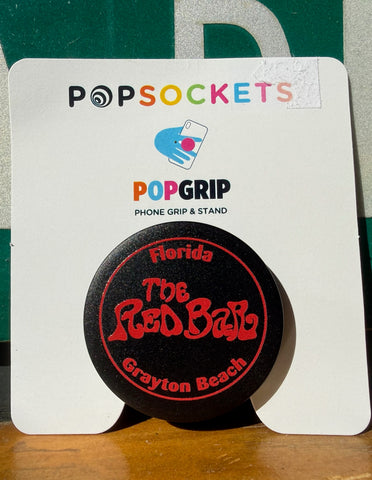 POPSOCKETS
POPGRIP
PHONE GRIP & STAND
Florida
The
Red Bar
Grayton Beach